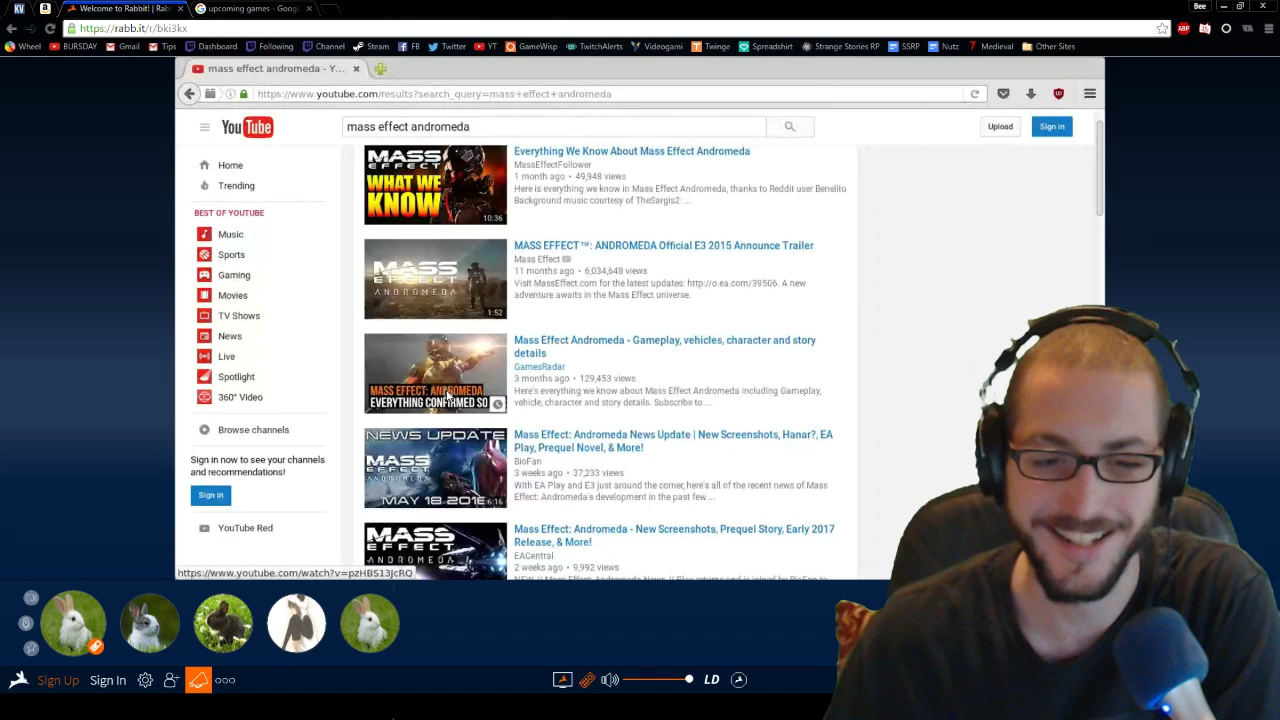 Welcome to Rabbit! | Rab
upcoming games - Googl
Bee
https://rabb.it/r/bki3kx
Wheel
BURSDAY
Gmail
Tips
Dashboard
Following
Channel
Steam
FB
Twitter
YT
GameWisp
TwitchAlerts
Videogami
Twinge
Spreadshirt
Strange Stories RP
SSRP
Nutz
Medieval
Other Sites
mass effect andromeda - Y...
https://www.youtube.com/results?search_query=mass+effect+andromeda
YouTube
mass effect andromeda
Upload
Sign in
Home
Trending
BEST OF YOUTUBE
Music
Sports
Gaming
Movies
TV Shows
News
Live
Spotlight
360° Video
Browse channels
Sign in now to see your channels
and recommendations!
Sign in
YouTube Red
MASS
EFFECT
WHAT WE
KNOW
10:36
Everything We Know About Mass Effect Andromeda
MassEffectFollower
1 month ago • 49,948 views
Here is everything we know in Mass Effect Andromeda, thanks to Reddit user Benelito
Background music courtesy of TheSargis2: ...
MASS
EFFECT
ANDROMEDA
1:52
MASS EFFECT™: ANDROMEDA Official E3 2015 Announce Trailer
Mass Effect
11 months ago • 6,034,648 views
Visit MassEffect.com for the latest updates: http://o.ea.com/39506. A new
adventure awaits in the Mass Effect universe.
MASS EFFECT: ANDROMEDA
EVERYTHING CONFIRMED SO
Mass Effect Andromeda - Gameplay, vehicles, character and story
details
GamesRadar
3 months ago • 129,453 views
Here's everything we know about Mass Effect Andromeda including Gameplay,
vehicle, character and story details. Subscribe to ...
NEWS UPDATE
MASS
EFFECT
ANDROMEDA
MAY 18 2016
6:16
Mass Effect: Andromeda News Update | New Screenshots, Hanar?, EA
Play, Prequel Novel, & More!
BioFan
3 weeks ago • 37,233 views
With EA Play and E3 just around the corner, here's all of the recent news of Mass
Effect: Andromeda's development in the past few ...
MASS
EFFECT
ANDROMEDA
Mass Effect: Andromeda - New Screenshots, Prequel Story, Early 2017
Release, & More!
EACentral
2 weeks ago • 9,992 views
https://www.youtube.com/watch?v=pzHBS13JcRQ
Sign Up
Sign In
LD